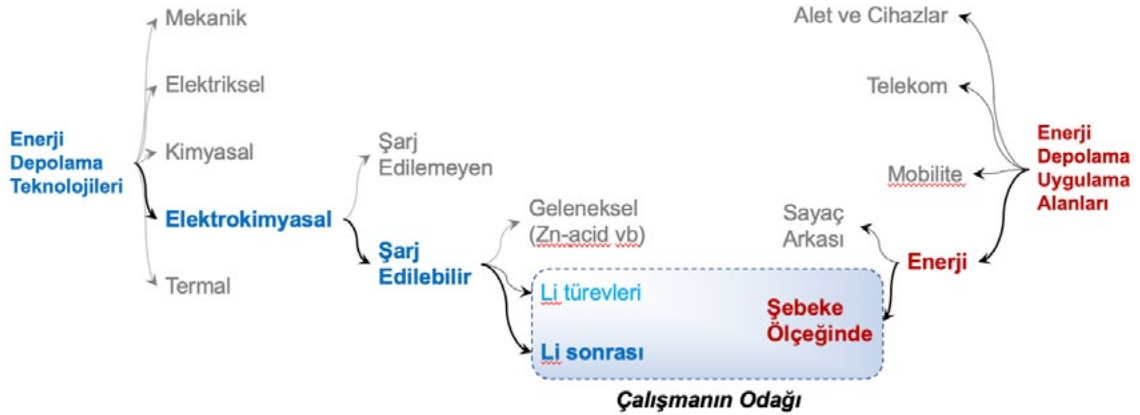 Mekanik
Elektriksel
Enerji
Depolama
Teknolojileri
Kimyasal
Elektrokimyasal
Termal
Şarj
Edilemeyen
Şarj
Edilebilir
Geleneksel
(Zn-acid vb)
Li türevleri
Li sonrası
Alet ve Cihazlar
Telekom
Mobilite
Enerji
Depolama
Uygulama
Alanları
Sayaç
Arkası
Enerji
Şebeke
Ölçeğinde
Çalışmanın Odağı